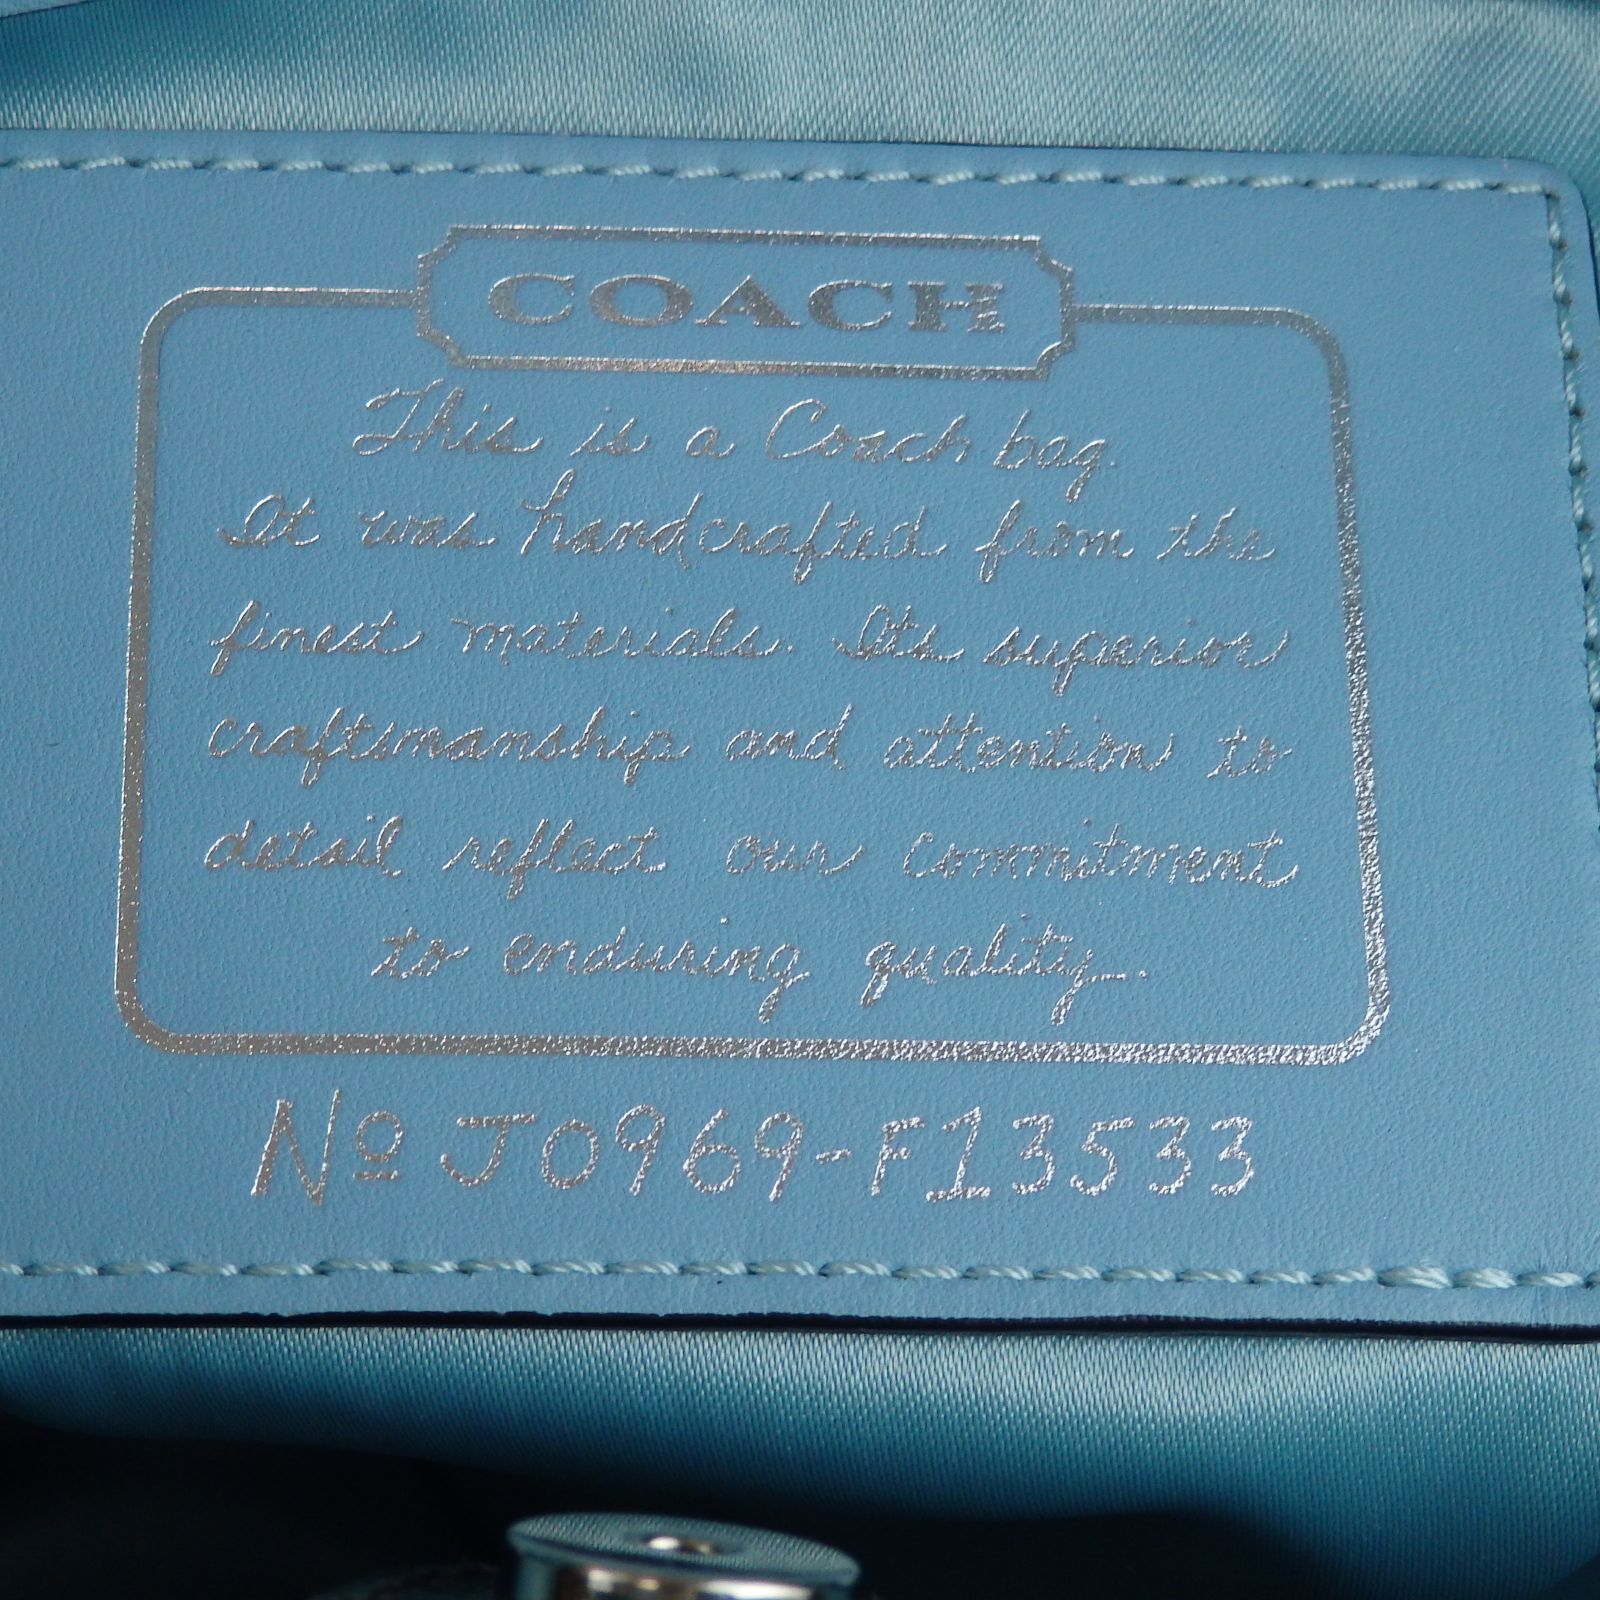 COACH
This is a Coach bag.
It was handcrafted from the
finest materials. Its superior
craftsmanship and attention to
detail reflect our commitment
to enduring quality.
Nº J0969-F13533